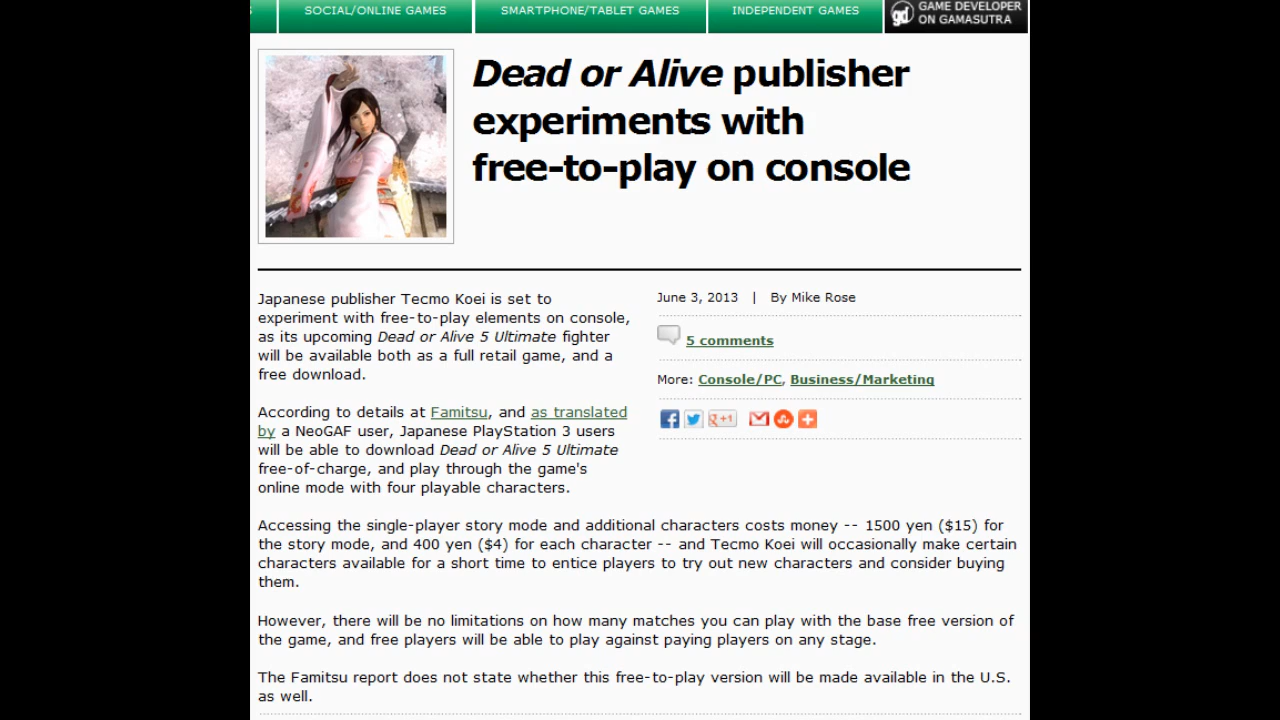 S
SOCIAL/ONLINE GAMES
SMARTPHONE/TABLET GAMES
INDEPENDENT GAMES
gd
GAME DEVELOPER
ON GAMASUTRA
Dead or Alive publisher
experiments with
free-to-play on console
Japanese publisher Tecmo Koei is set to
experiment with free-to-play elements on console,
as its upcoming Dead or Alive 5 Ultimate fighter
will be available both as a full retail game, and a
free download.
According to details at Famitsu, and as translated
by a NeoGAF user, Japanese PlayStation 3 users
will be able to download Dead or Alive 5 Ultimate
free-of-charge, and play through the game's
online mode with four playable characters.
June 3, 2013 | By Mike Rose
5 comments
More: Console/PC, Business/Marketing
g +1
Accessing the single-player story mode and additional characters costs money -- 1500 yen ($15) for
the story mode, and 400 yen ($4) for each character -- and Tecmo Koei will occasionally make certain
characters available for a short time to entice players to try out new characters and consider buying
them.
However, there will be no limitations on how many matches you can play with the base free version of
the game, and free players will be able to play against paying players on any stage.
The Famitsu report does not state whether this free-to-play version will be made available in the U.S.
as well.